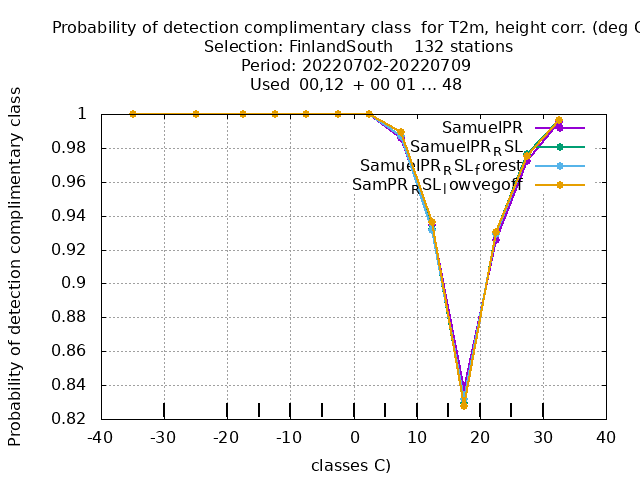 Probability of detection complimentary class for T2m, height corr. (deg C
Selection: FinlandSouth 132 stations
Period: 20220702-20220709
Used 00,12 + 00 01 ... 48
Probability of detection complimentary class
1
0.98
0.96
0.94
0.92
0.9
0.88
0.86
0.84
0.82
SamuelPR
SamuelPR_RSL
SamuelPR_RSL_forest
SamPR_RSL_lowvegoff
-40 -30 -20 -10 0 10 20 30 40
classes C)